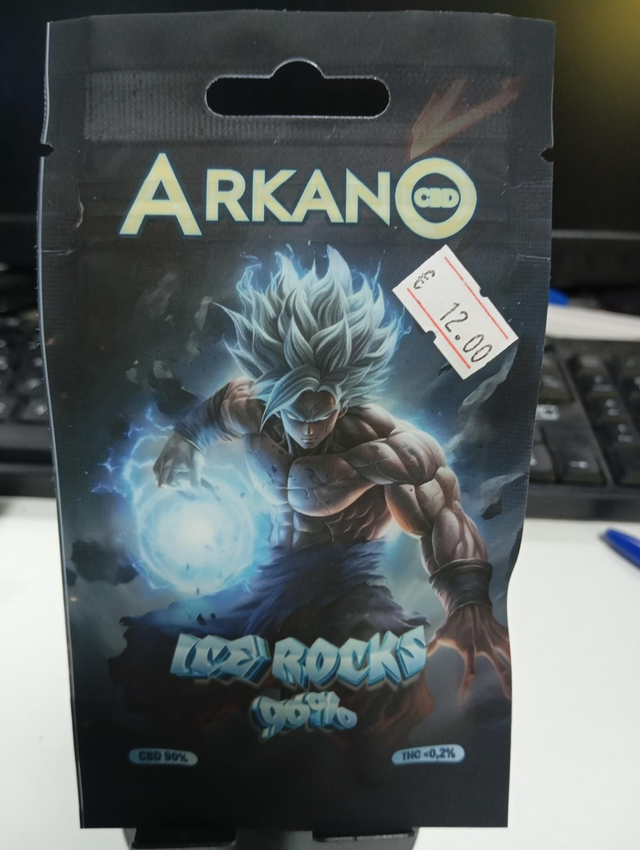 ARKANO
CBD
€ 12.00
ICE ROCKS
90%
CBD 90%
THC <0,2%